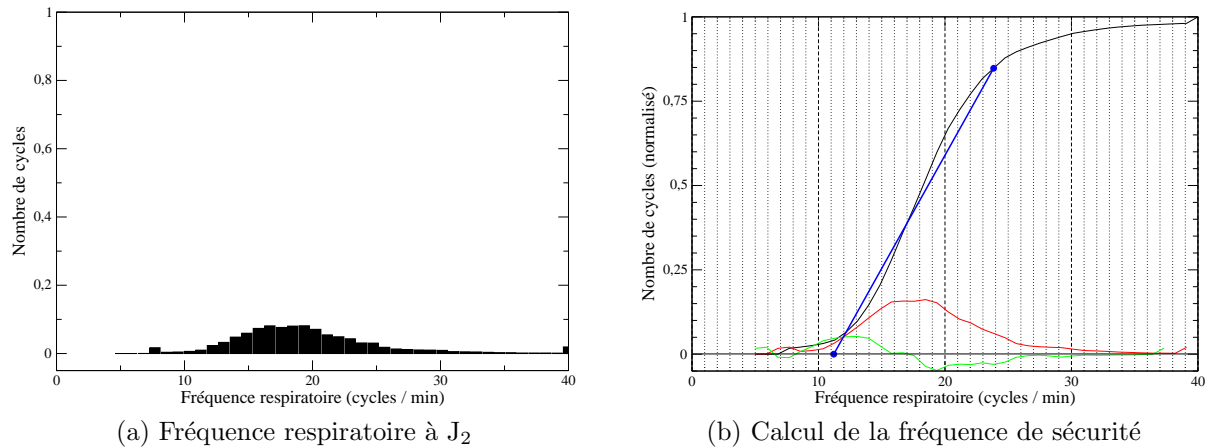 1
0,8
0,6
0,4
0,2
0
Nombre de cycles
0 10 20 30 40
Fréquence respiratoire (cycles / min)
(a) Fréquence respiratoire à J2
1
0,75
0,5
0,25
0
Nombre de cycles (normalisé)
0 10 20 30 40
Fréquence respiratoire (cycles / min)
(b) Calcul de la fréquence de sécurité